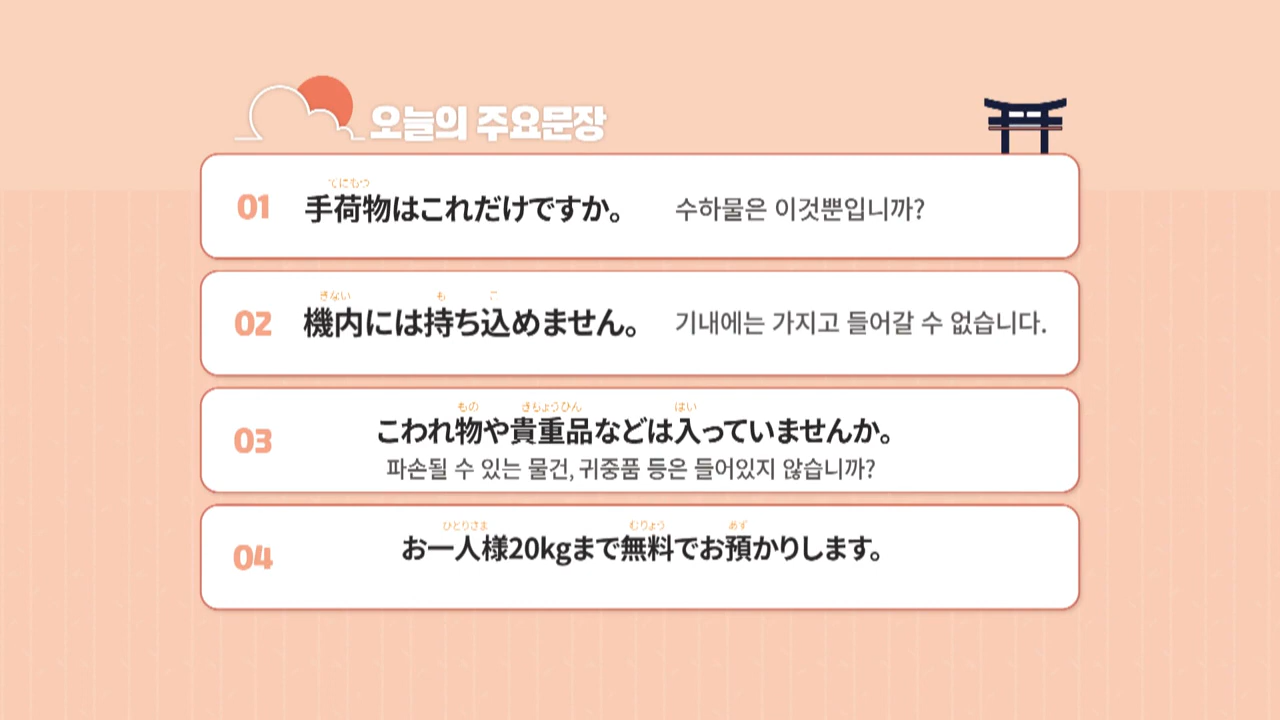 오늘의 주요문장
01
てにもつ
手荷物はこれだけですか。 수하물은 이것뿐입니까?
02
きない も こ
機内には持ち込めません。 기내에는 가지고 들어갈 수 없습니다.
03
もの きちょうひん はい
こわれ物や貴重品などは入っていませんか。
파손될 수 있는 물건, 귀중품 등은 들어있지 않습니까?
04
ひとりさま むりょう あず
お一人様20kgまで無料でお預かりします。